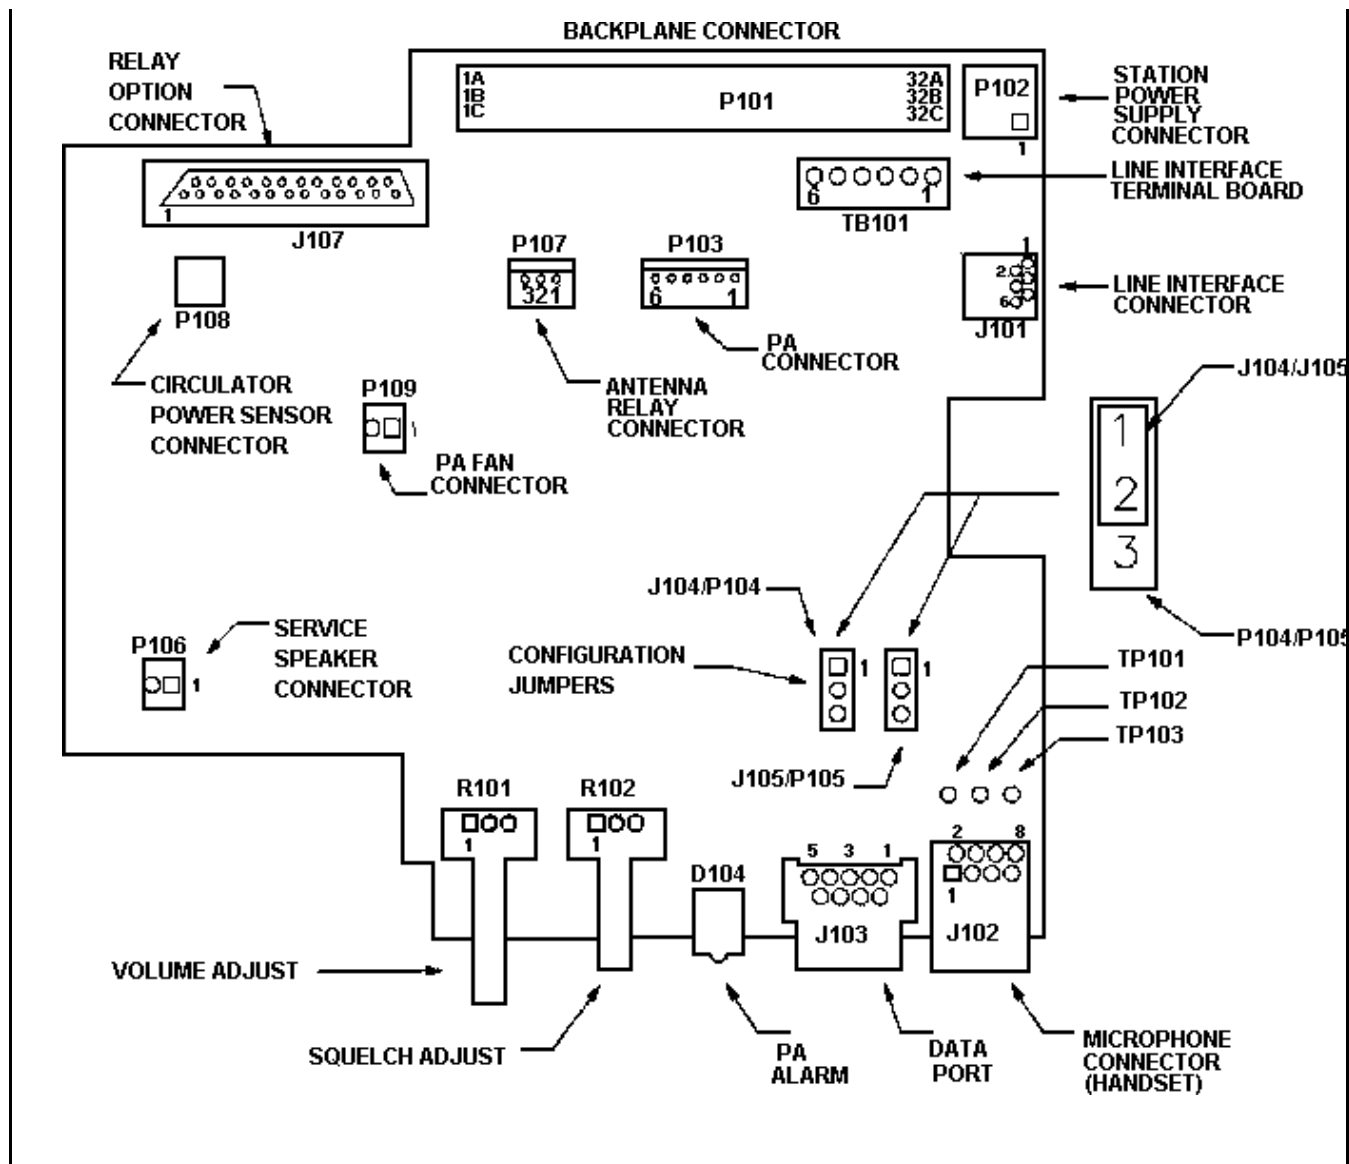 BACKPLANE CONNECTOR
RELAY
OPTION
CONNECTOR
1A
1B
1C
P101
32A
32B
32C
P102
1
STATION
POWER
SUPPLY
CONNECTOR
1
J107
6
1
TB101
LINE INTERFACE
TERMINAL BOARD
P107
321
P103
6
1
1
2
6
J101
LINE INTERFACE
CONNECTOR
P108
CIRCULATOR
POWER SENSOR
CONNECTOR
P109
PA FAN
CONNECTOR
ANTENNA
RELAY
CONNECTOR
PA
CONNECTOR
J104/J105
1
2
3
P104/P105
J104/P104
CONFIGURATION
JUMPERS
1
1
J105/P105
P106
1
SERVICE
SPEAKER
CONNECTOR
TP101
TP102
TP103
R101
1
R102
1
D104
5 3 1
J103
2 8
1
J102
VOLUME ADJUST
SQUELCH ADJUST
PA
ALARM
DATA
PORT
MICROPHONE
CONNECTOR
(HANDSET)